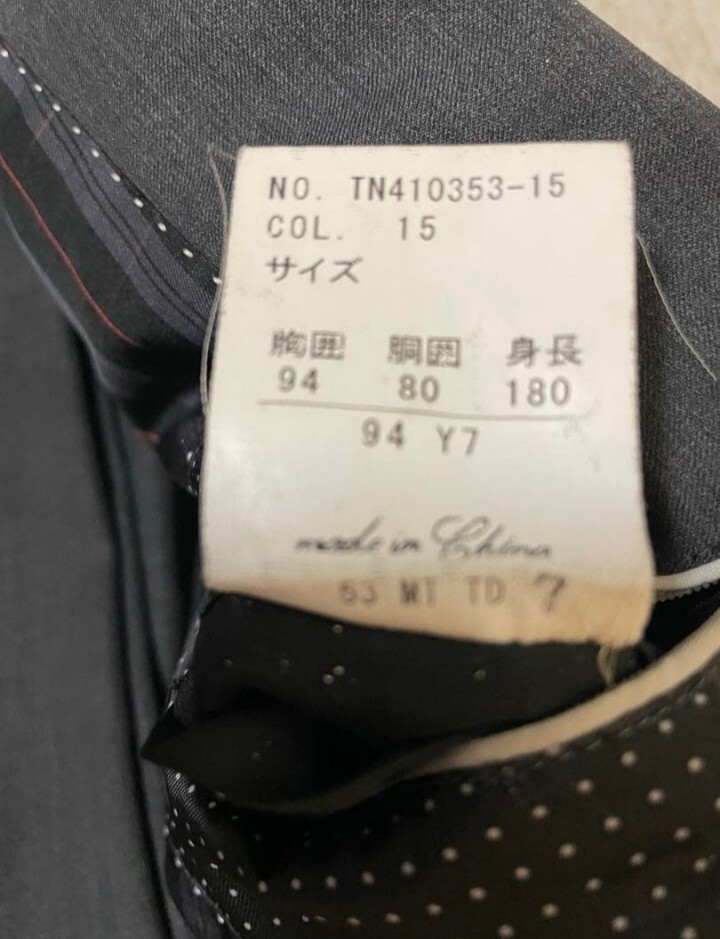 NO. TN410353-15
COL. 15
サイズ
胸囲 胴囲 身長
94 80 180
94 Y7
made in China
53 MT TD 7